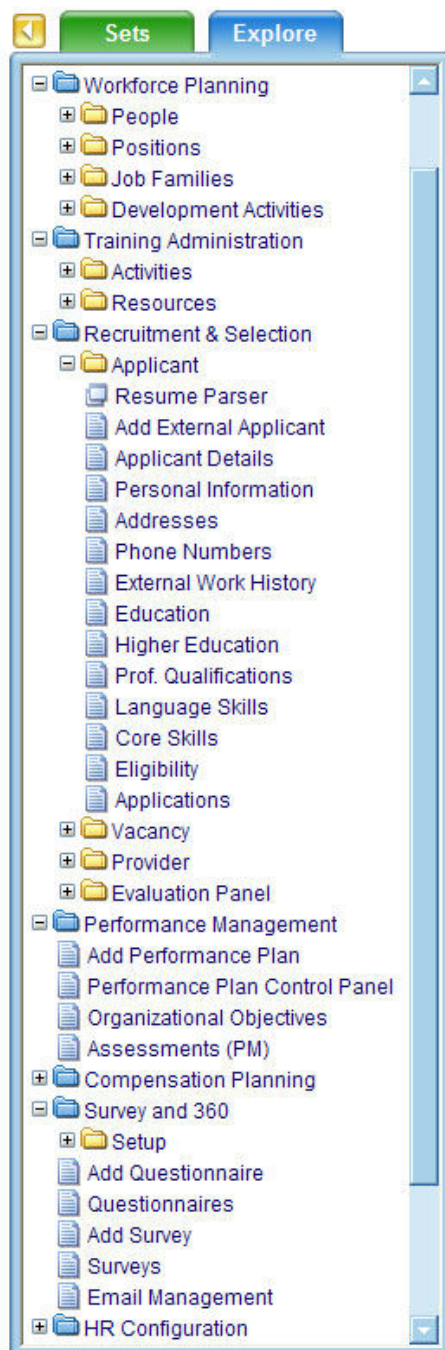 Sets Explore
Workforce Planning
People
Positions
Job Families
Development Activities
Training Administration
Activities
Resources
Recruitment & Selection
Applicant
Resume Parser
Add External Applicant
Applicant Details
Personal Information
Addresses
Phone Numbers
External Work History
Education
Higher Education
Prof. Qualifications
Language Skills
Core Skills
Eligibility
Applications
Vacancy
Provider
Evaluation Panel
Performance Management
Add Performance Plan
Performance Plan Control Panel
Organizational Objectives
Assessments (PM)
Compensation Planning
Survey and 360
Setup
Add Questionnaire
Questionnaires
Add Survey
Surveys
Email Management
HR Configuration